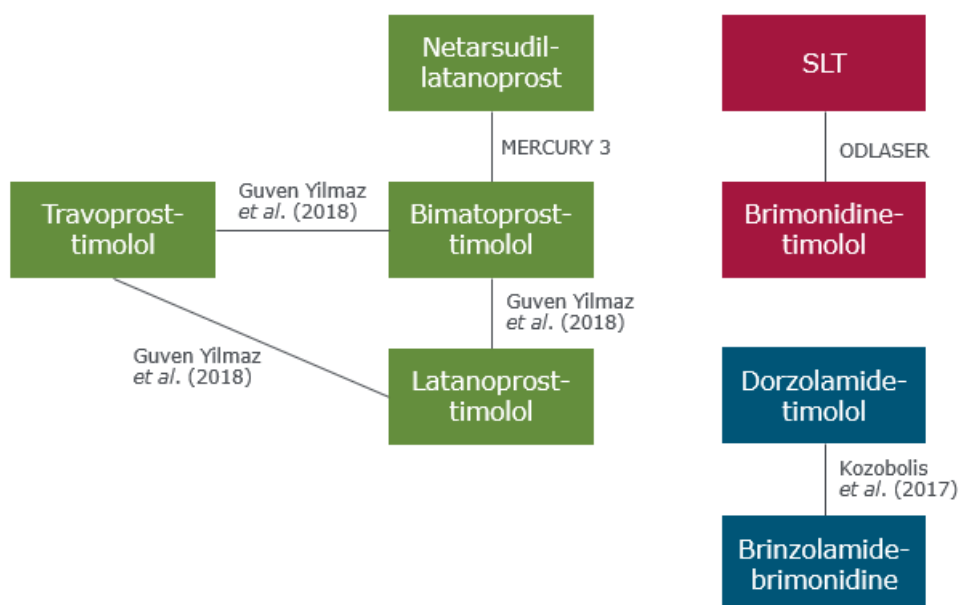 Netarsudil-
latanoprost
SLT
MERCURY 3
ODLASER
Guven Yilmaz
et al. (2018)
Travoprost-
timolol
Bimatoprost-
timolol
Brimonidine-
timolol
Guven Yilmaz
et al. (2018)
Guven Yilmaz
et al. (2018)
Latanoprost-
timolol
Dorzolamide-
timolol
Kozobolis
et al. (2017)
Brinzolamide-
brimonidine